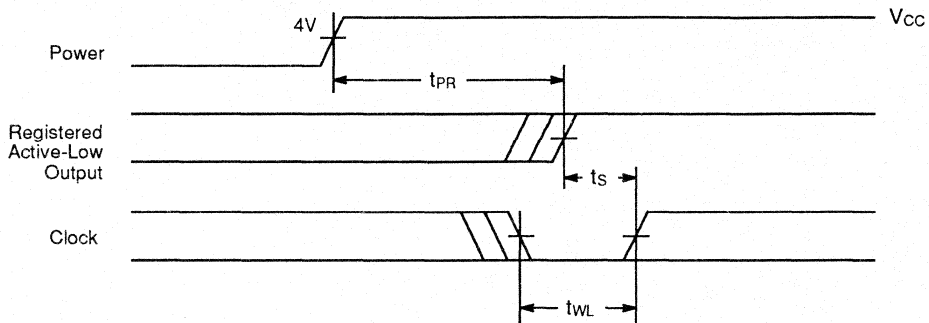 4V
VCC
Power
tPR
Registered
Active-Low
Output
tS
Clock
tWL